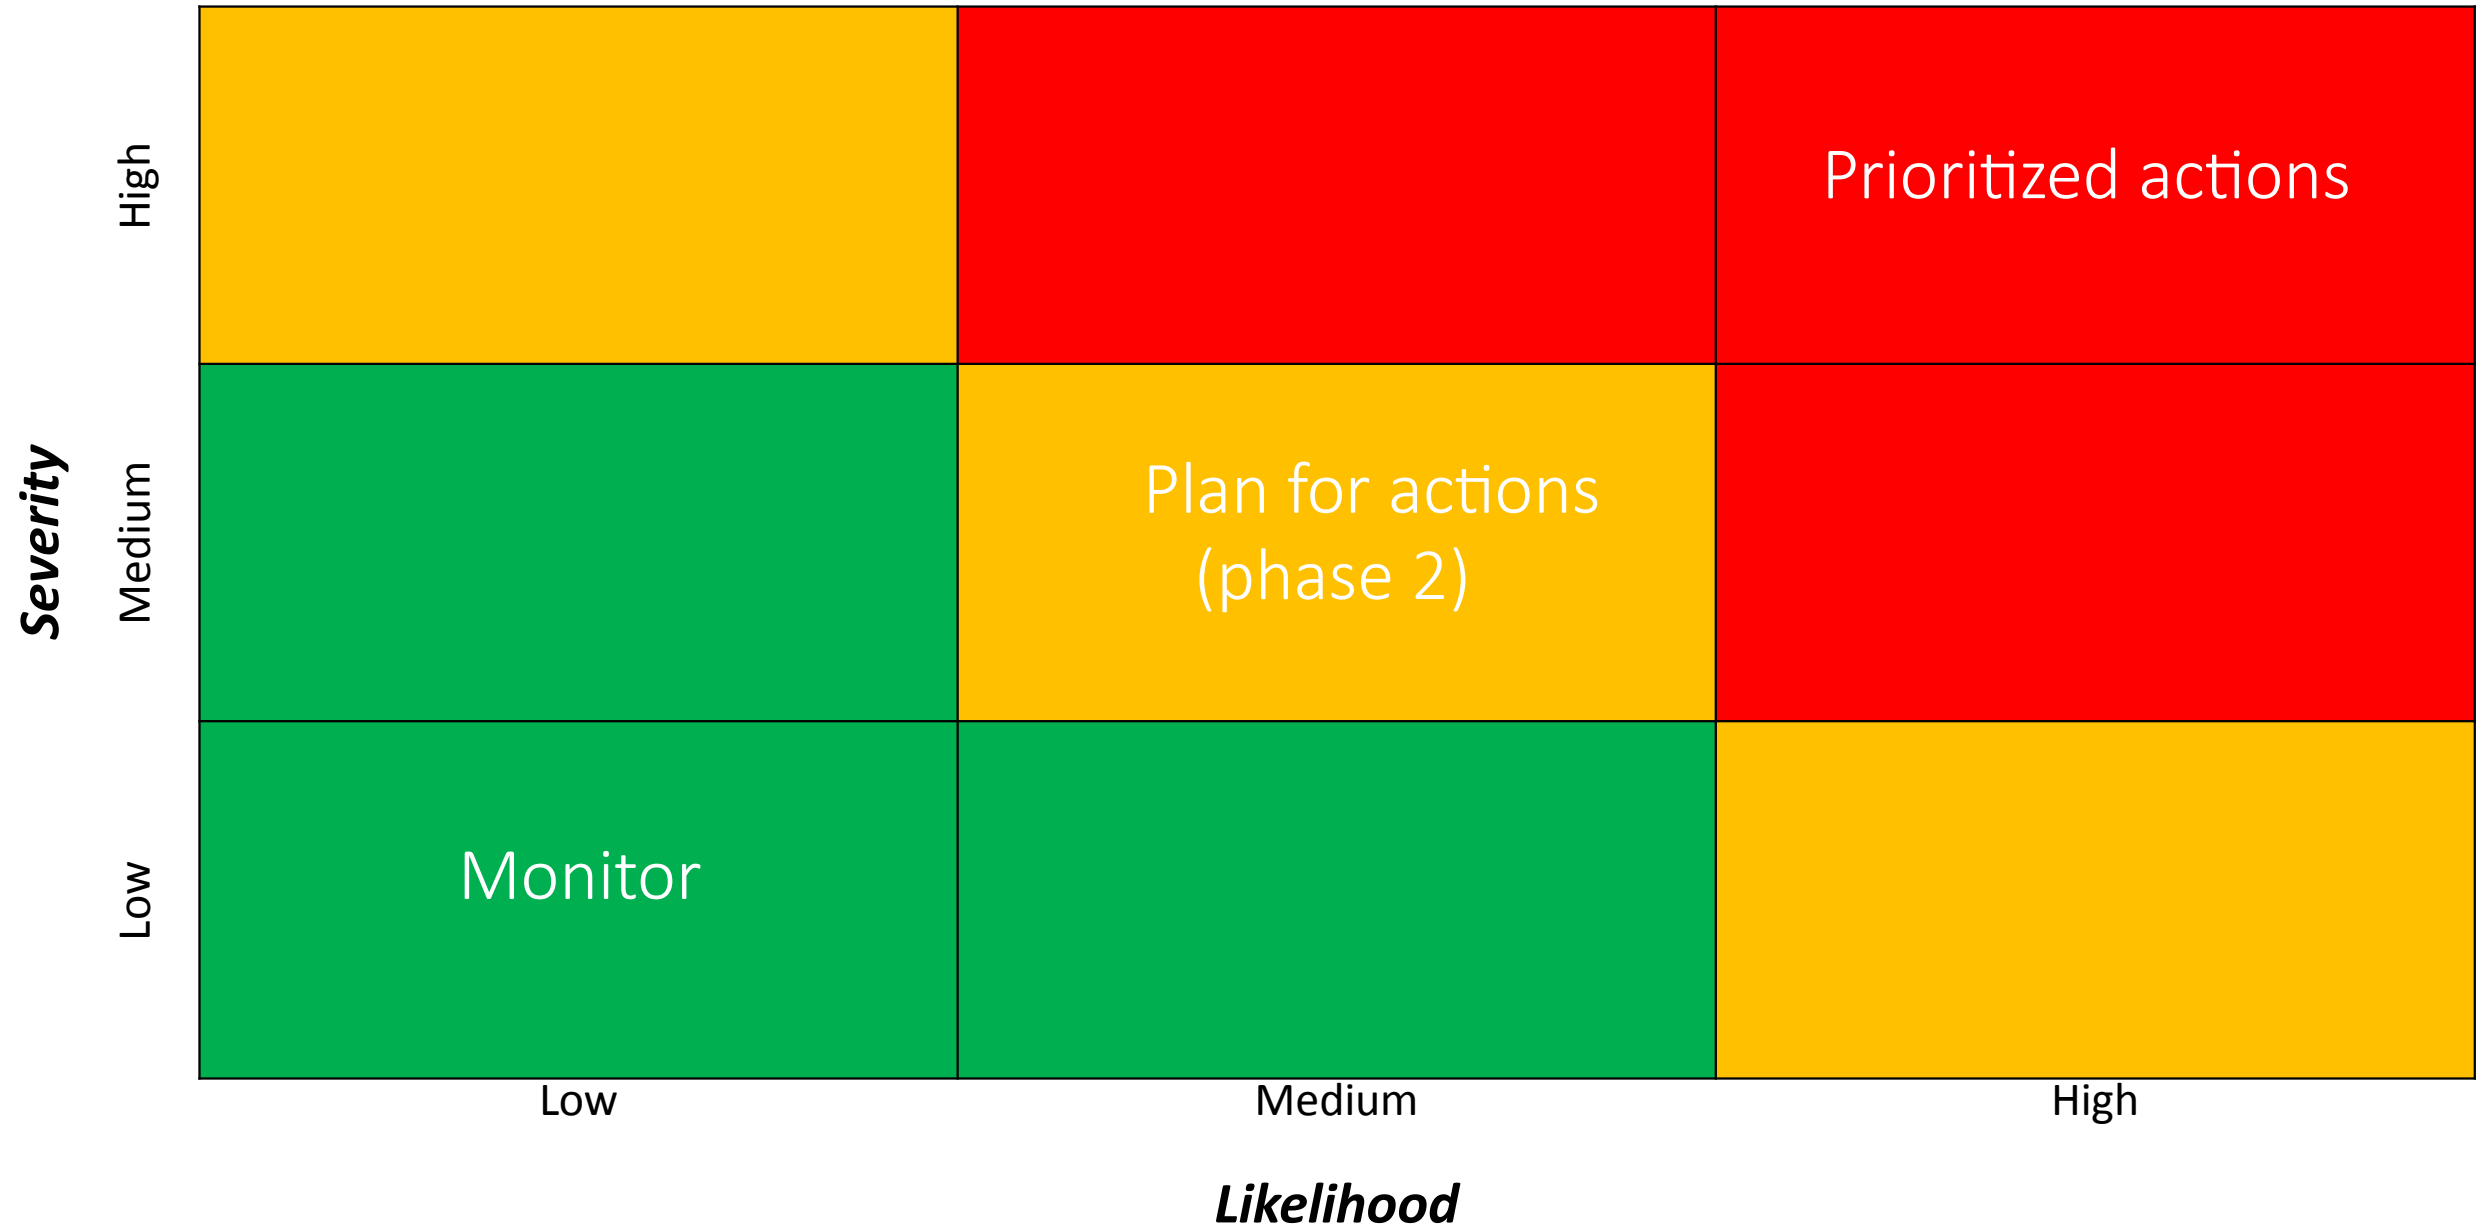 High
Prioritized actions
Severity
Medium
Plan for actions
(phase 2)
Low
Monitor
Low
Medium
High
Likelihood